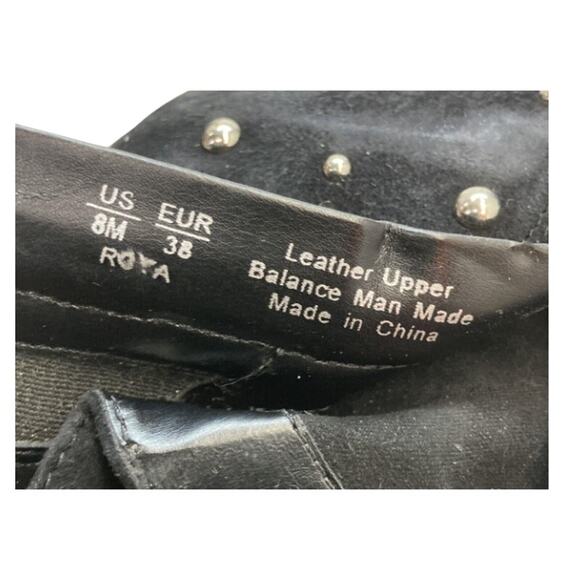 US EUR
8M 38
ROYA
Leather Upper
Balance Man Made
Made in China